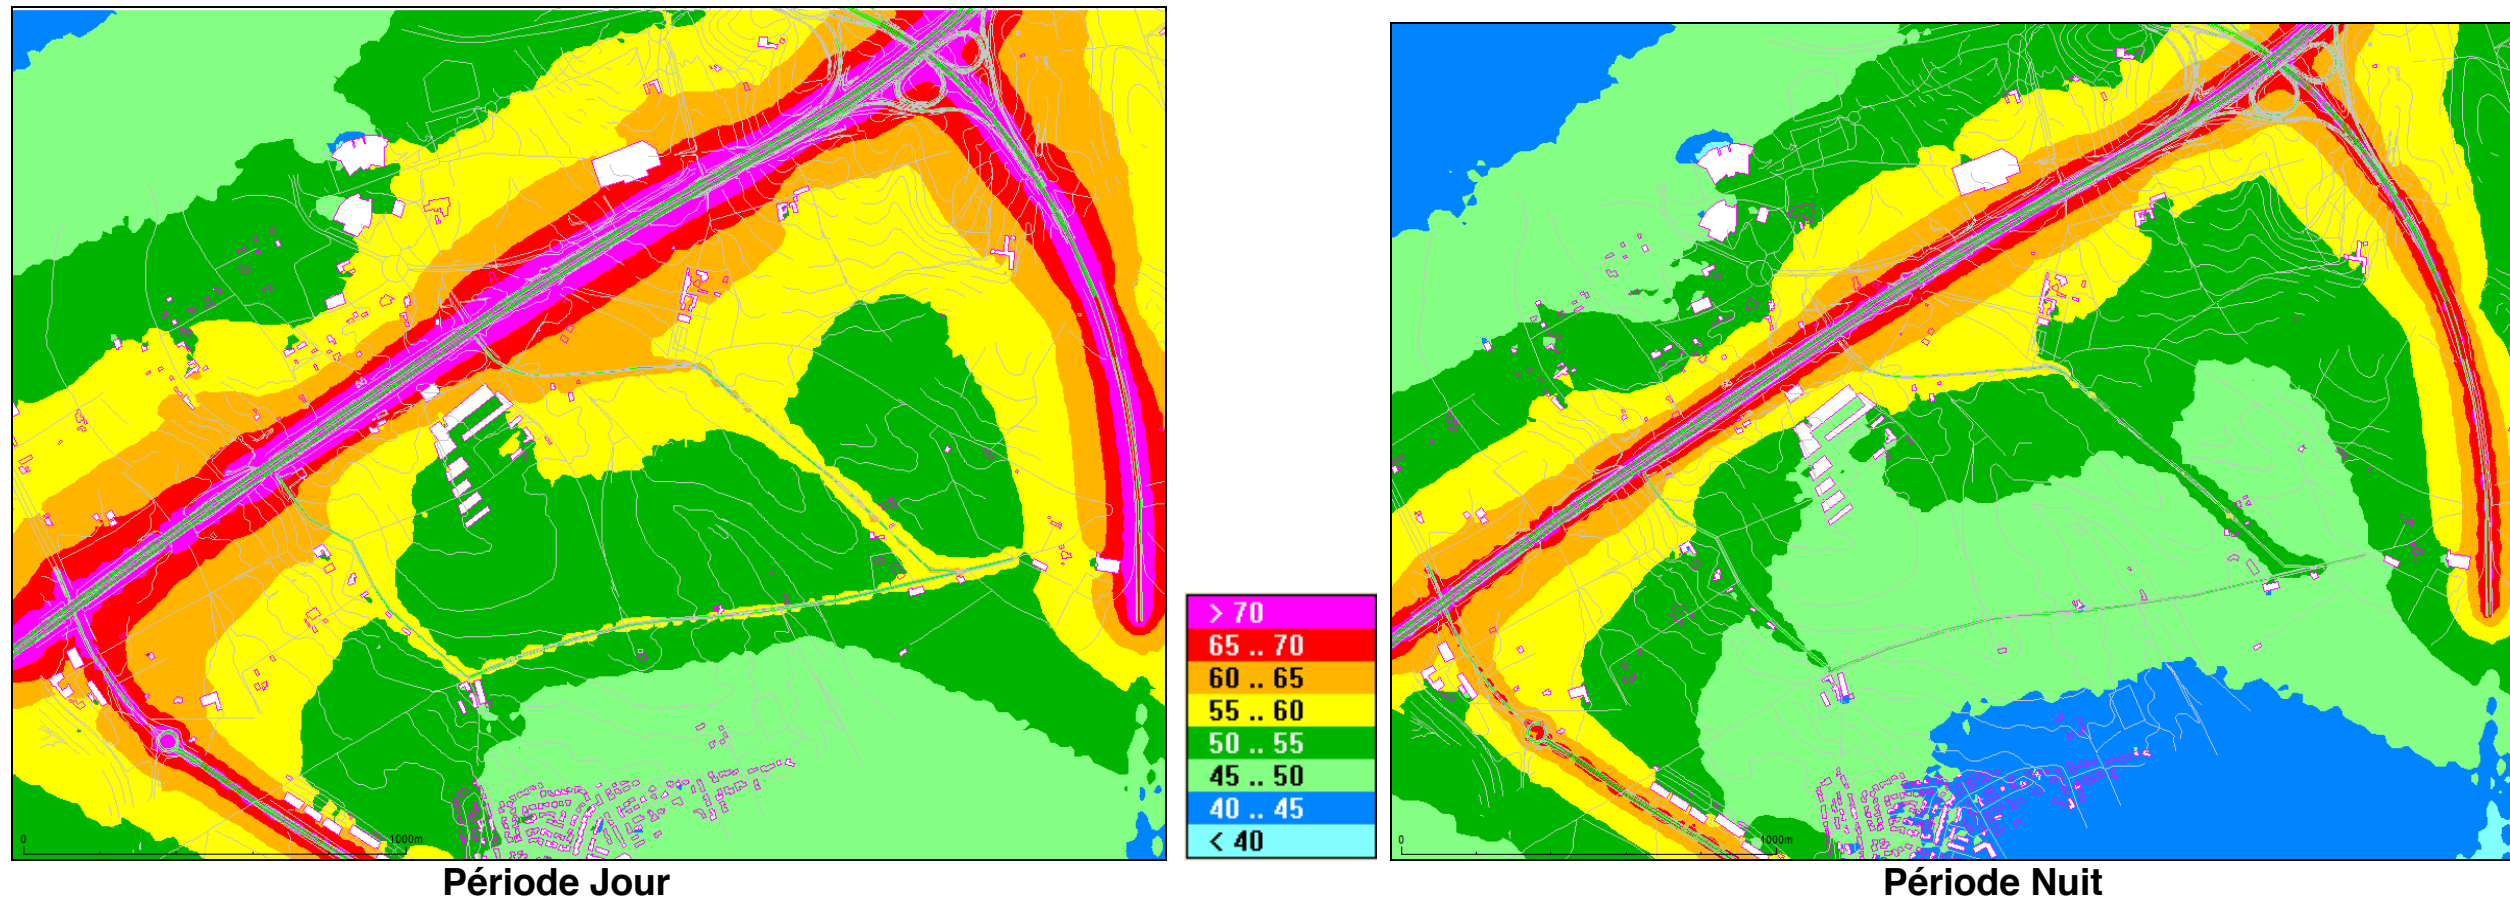 0 1000m
> 70
65 .. 70
60 .. 65
55 .. 60
50 .. 55
45 .. 50
40 .. 45
< 40
0 1000m
Période Jour
Période Nuit